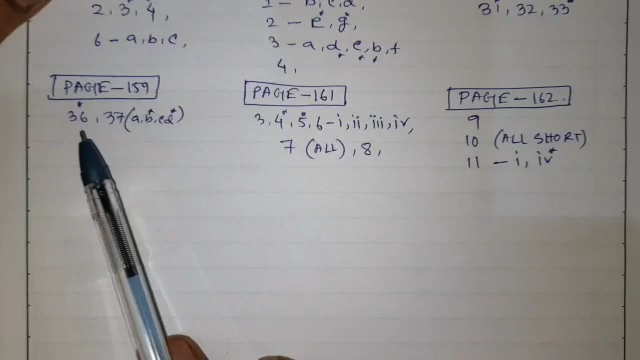 2, 3, 4,
6 - a, b, c,
1 - b, c, d,
2 - e, g,
3 - a, d, c, b, f
4,
31, 32, 33
PAGE-159
36, 37 (a, b, c d)
PAGE-161
3, 4, 5, 6 - i, ii, iii, iv,
7 (ALL), 8,
PAGE-162
9
10 (ALL SHORT)
11 - i, iv